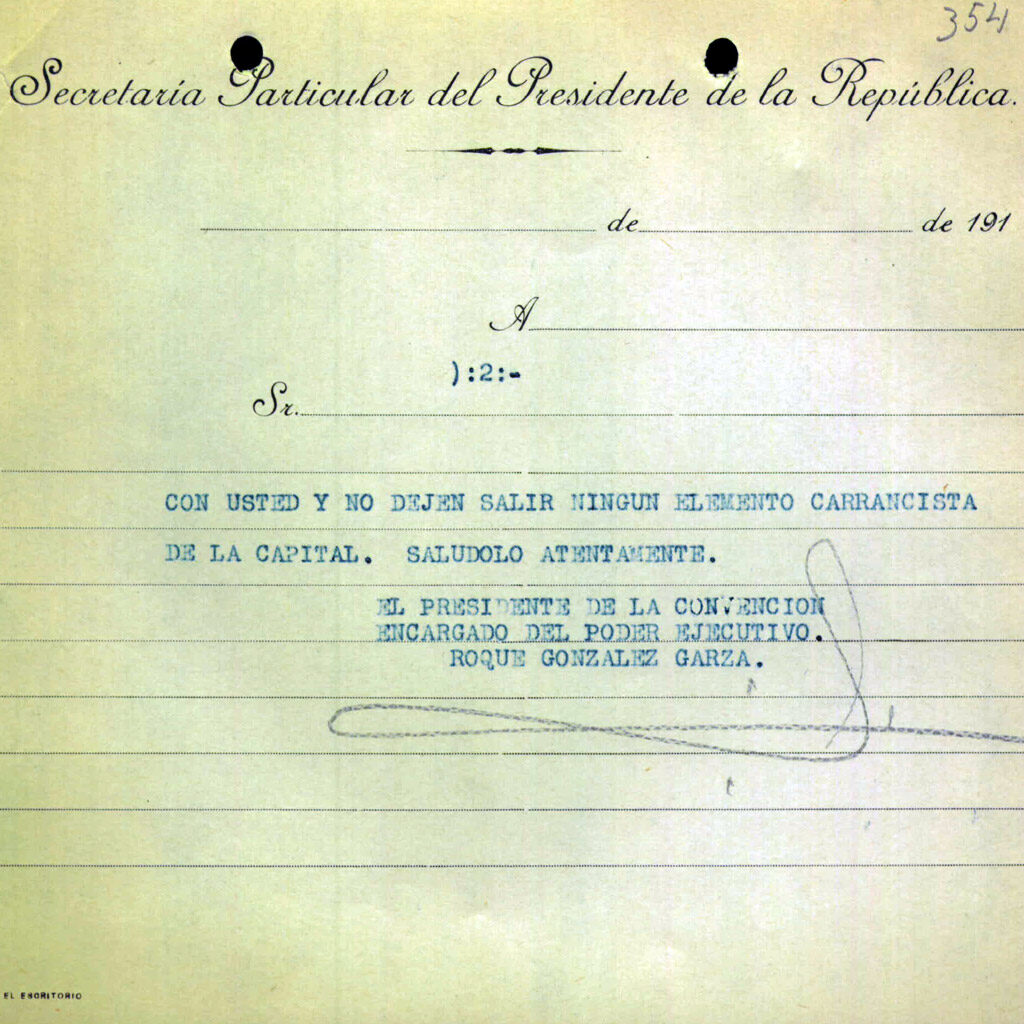 354
Secretaría Particular del Presidente de la República.
de de 191
A
):2:-
Sr.
CON USTED Y NO DEJEN SALIR NINGUN ELEMENTO CARRANCISTA
DE LA CAPITAL. SALUDOLO ATENTAMENTE.
EL PRESIDENTE DE LA CONVENCION
ENCARGADO DEL PODER EJECUTIVO.
ROQUE GONZALEZ GARZA.
EL ESCRITORIO